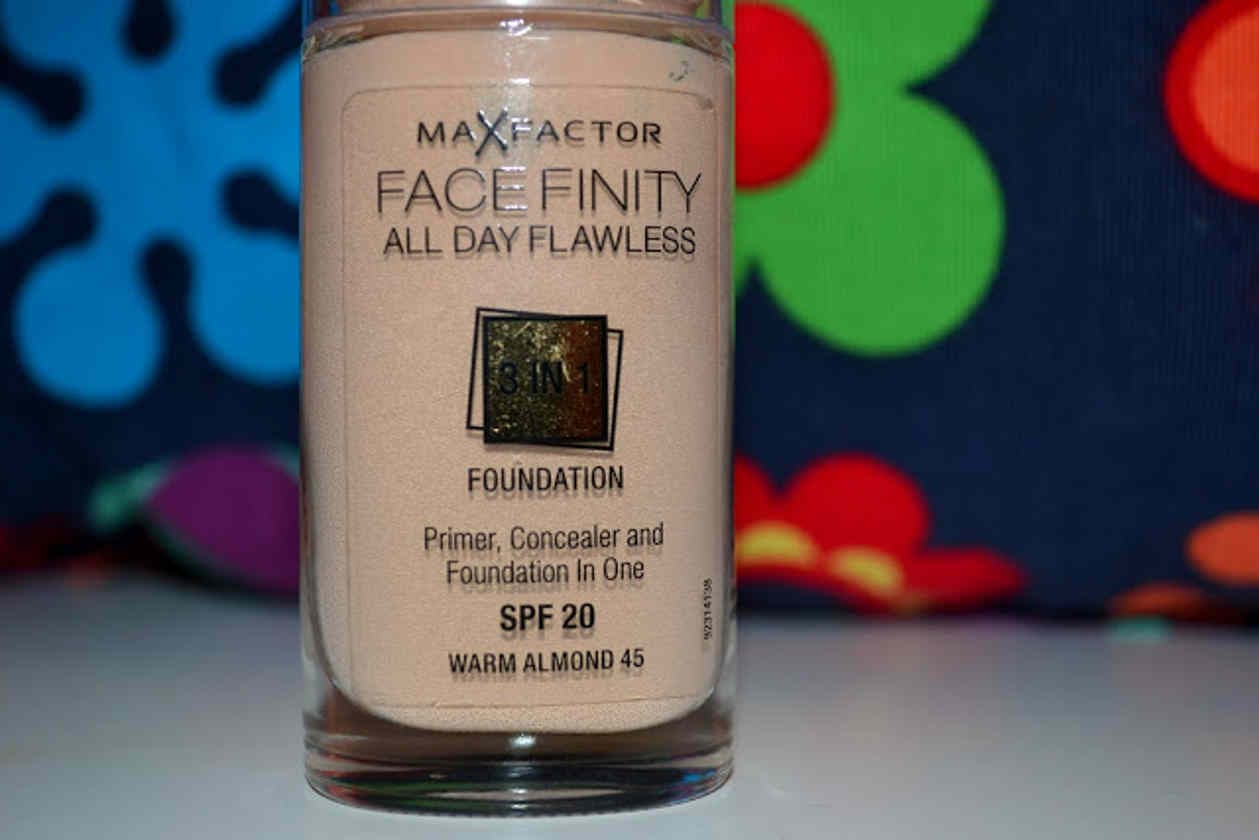 MAXFACTOR
FACE FINITY
ALL DAY FLAWLESS
3 IN 1
FOUNDATION
Primer, Concealer and
Foundation In One
SPF 20
WARM ALMOND 45